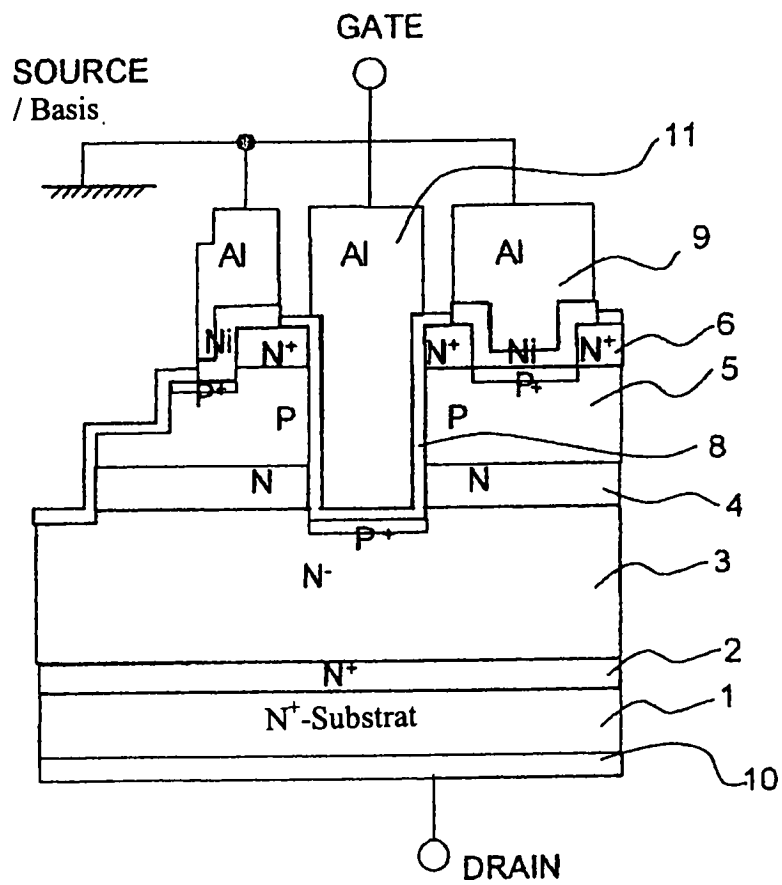 GATE
SOURCE
/ Basis
11
Al
Al
Al
9
Ni
N+
N+
Ni
N+
6
P+
P+
5
P
P
8
N
N
4
P+
N-
3
N+
2
N+-Substrat
1
10
DRAIN